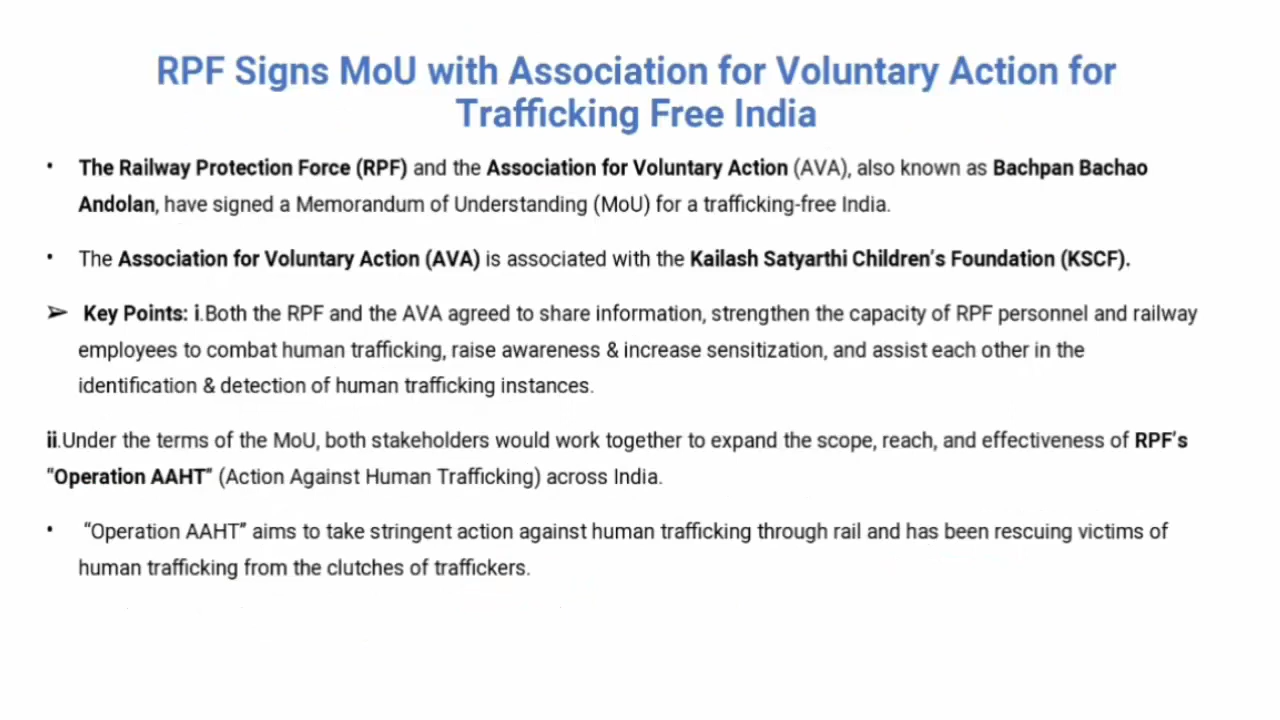 RPF Signs MoU with Association for Voluntary Action for
Trafficking Free India
• The Railway Protection Force (RPF) and the Association for Voluntary Action (AVA), also known as Bachpan Bachao
Andolan, have signed a Memorandum of Understanding (MoU) for a trafficking-free India.
• The Association for Voluntary Action (AVA) is associated with the Kailash Satyarthi Children's Foundation (KSCF).
➢ Key Points: i.Both the RPF and the AVA agreed to share information, strengthen the capacity of RPF personnel and railway
employees to combat human trafficking, raise awareness & increase sensitization, and assist each other in the
identification & detection of human trafficking instances.
ii.Under the terms of the MoU, both stakeholders would work together to expand the scope, reach, and effectiveness of RPF's
“Operation AAHT” (Action Against Human Trafficking) across India.
• “Operation AAHT” aims to take stringent action against human trafficking through rail and has been rescuing victims of
human trafficking from the clutches of traffickers.